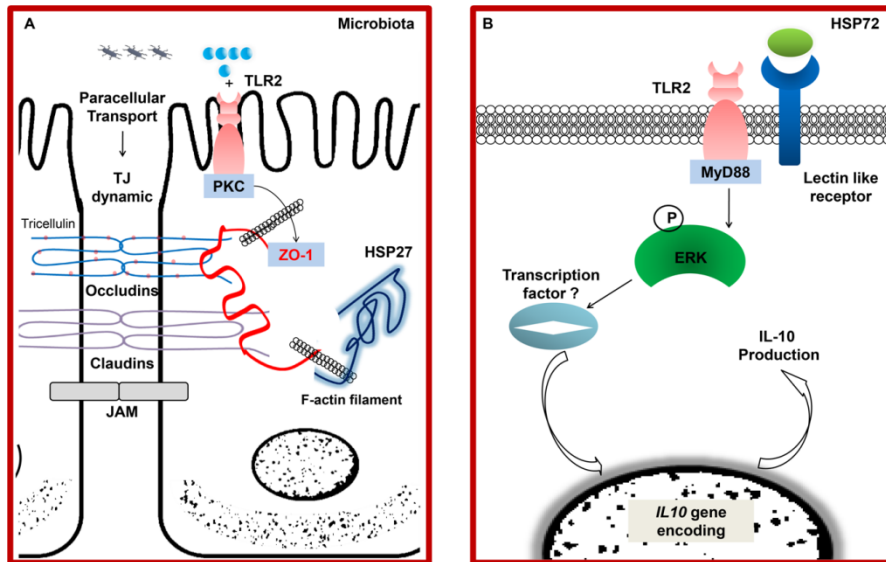 A
Microbiota
+
TLR2
Paracellular
Transport
TJ
dynamic
PKC
Tricellulin
ZO-1
HSP27
Occludins
Claudins
F-actin filament
JAM
B
HSP72
TLR2
MyD88
Lectin like
receptor
P
ERK
Transcription
factor ?
IL-10
Production
IL10 gene
encoding